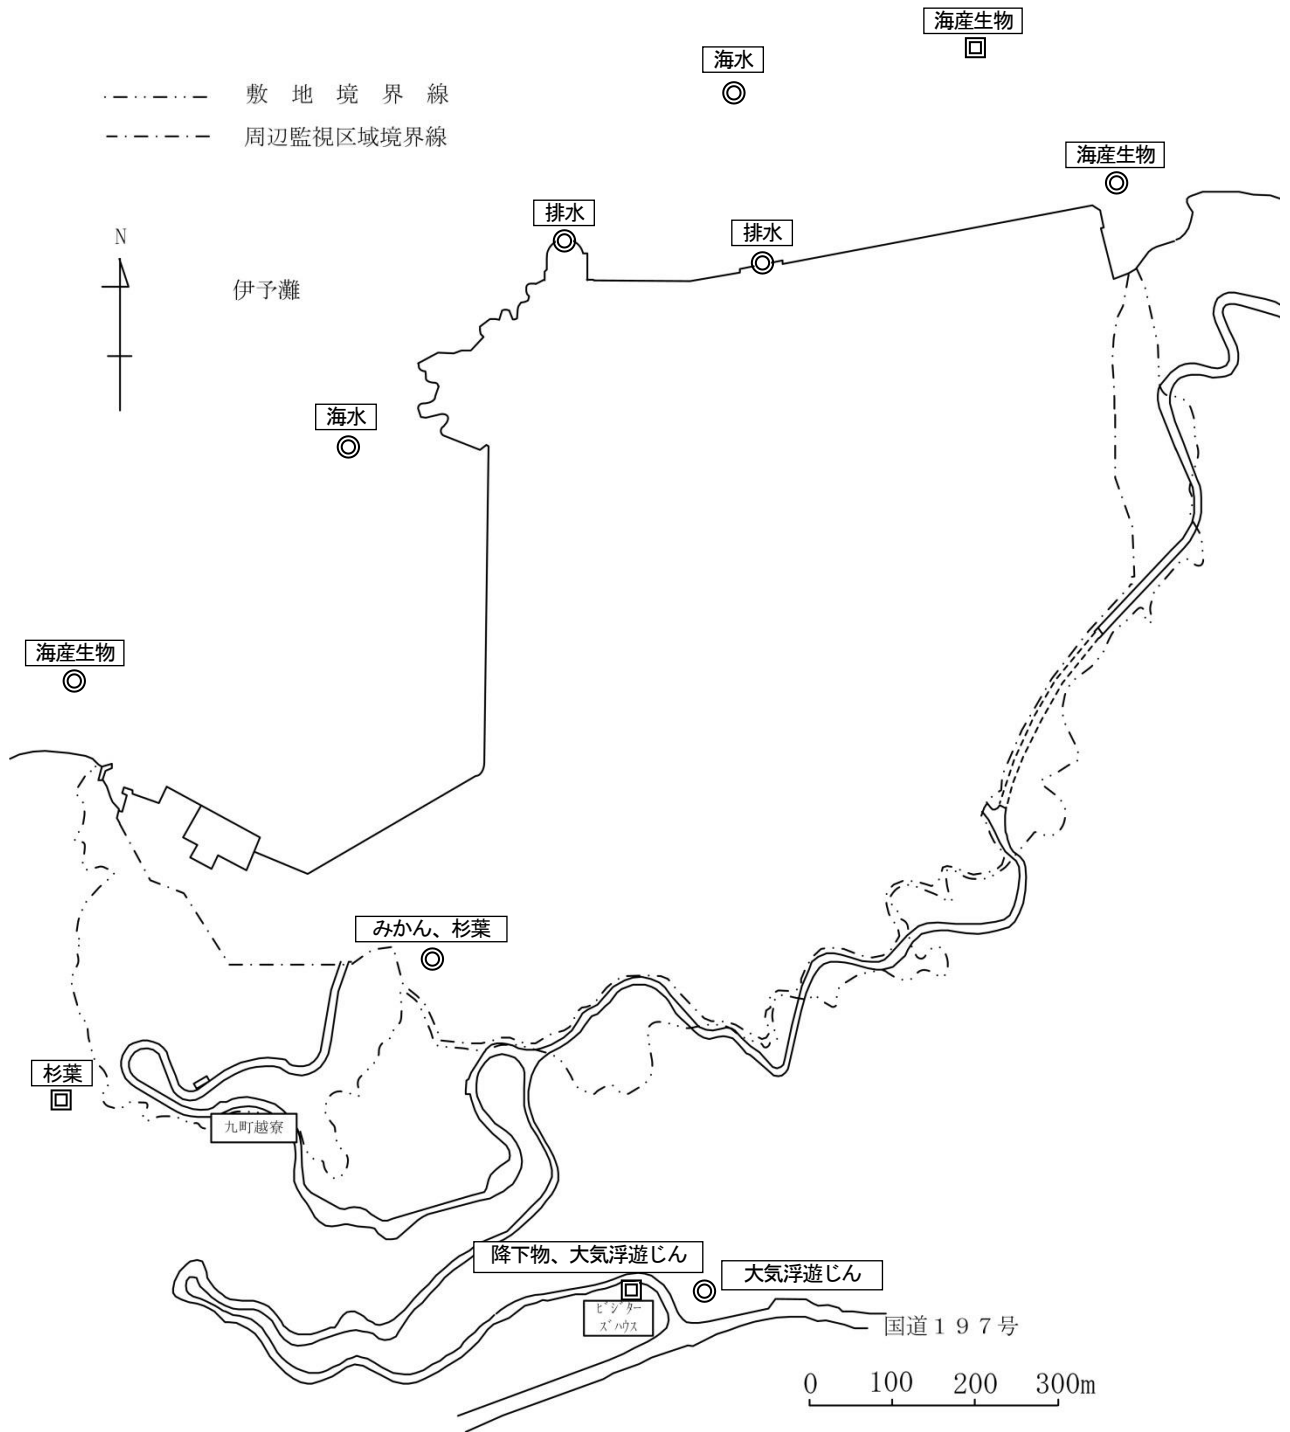 海産生物
海水
敷地境界線
周辺監視区域境界線
海産生物
排水
排水
N
伊予灘
海水
海産生物
みかん、杉葉
杉葉
九町越寮
降下物、大気浮遊じん
大気浮遊じん
ビジター
ズハウス
国道197号
0 100 200 300m